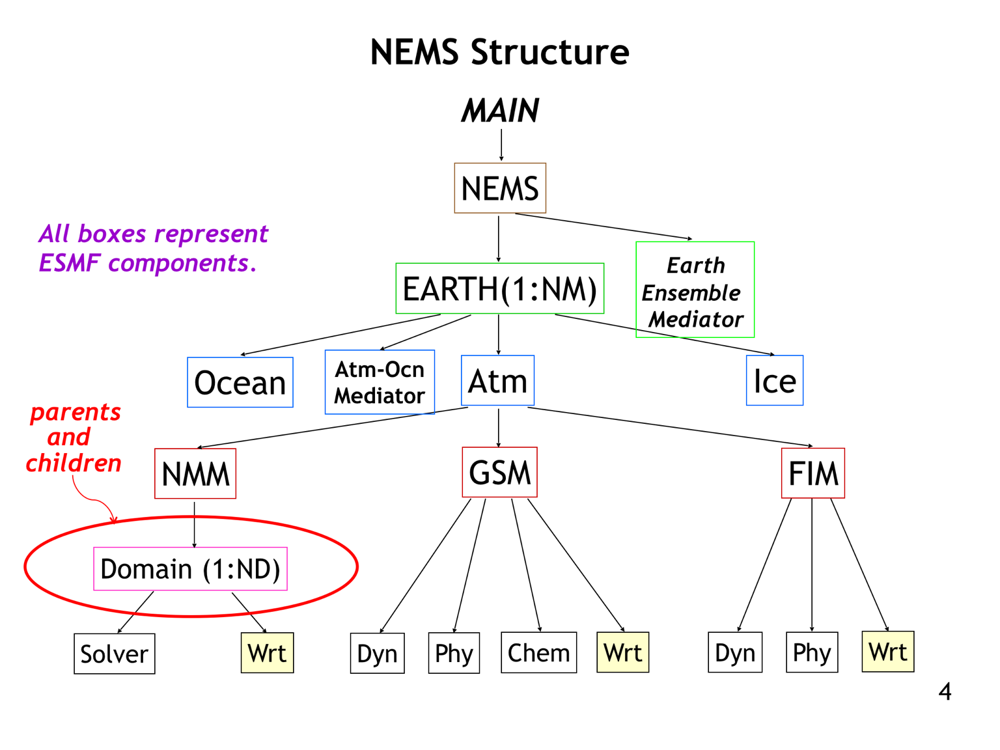 NEMS Structure
MAIN
NEMS
All boxes represent
ESMF components.
EARTH(1:NM)
Earth
Ensemble
Mediator
Ocean
Atm-Ocn
Mediator
Atm
Ice
parents
and
children
NMM
GSM
FIM
Domain (1:ND)
Solver
Wrt
Dyn
Phy
Chem
Wrt
Dyn
Phy
Wrt
4